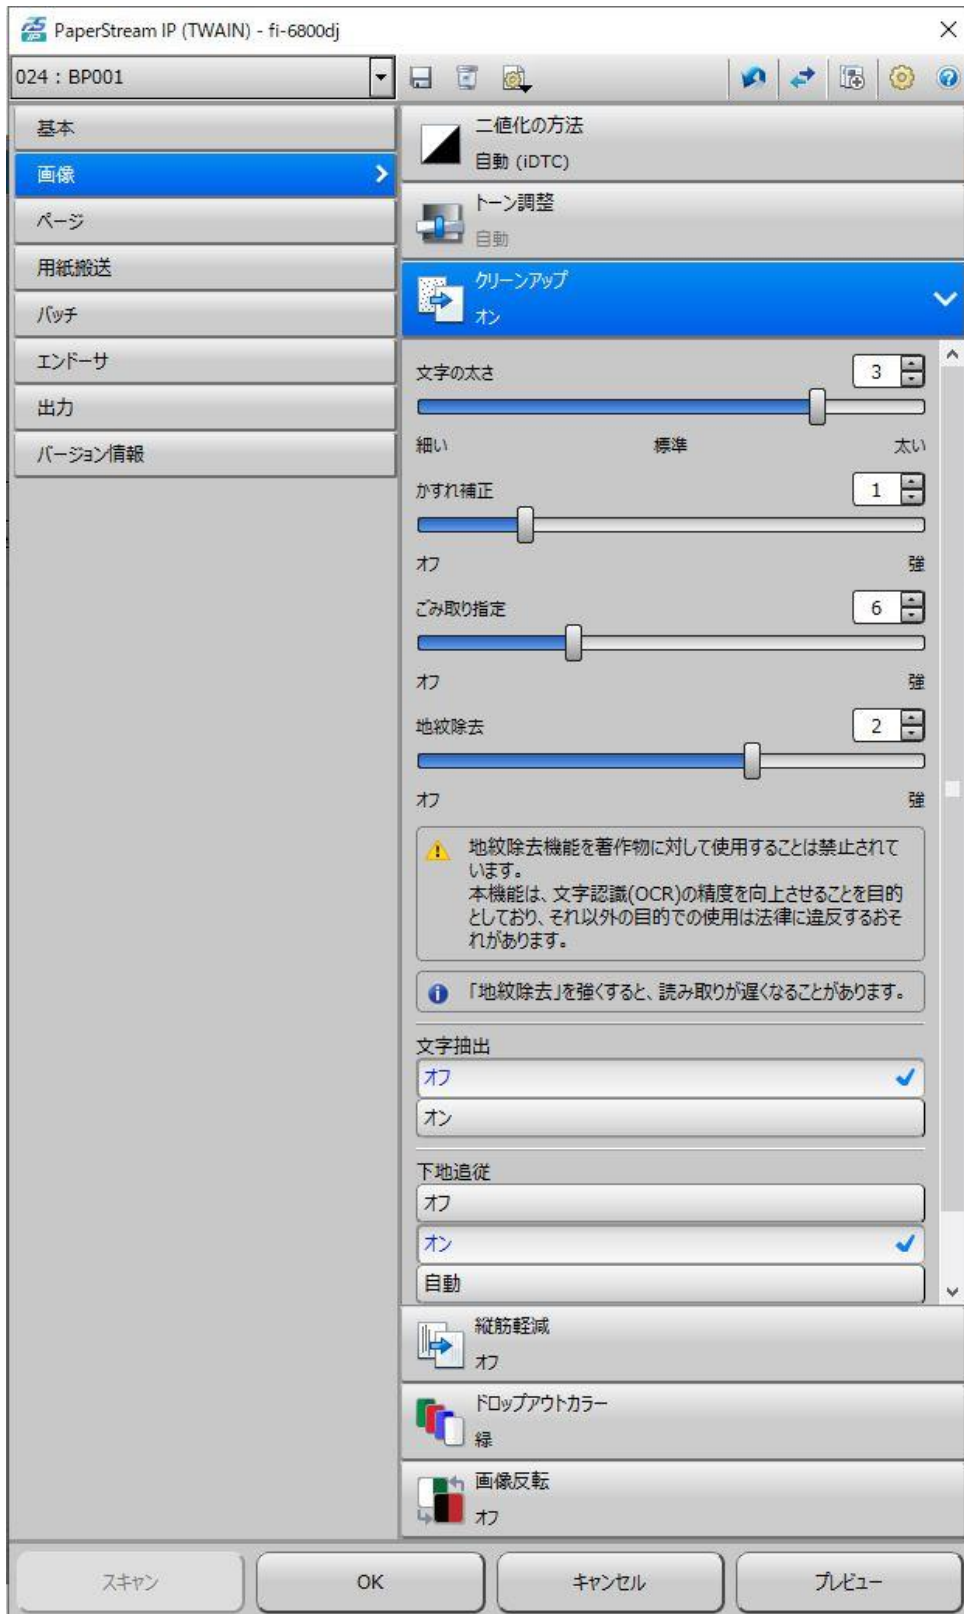 PaperStream IP (TWAIN) - fi-6800dj
024 : BP001
基本
画像
ページ
用紙搬送
バッチ
エンドーサ
出力
バージョン情報
二値化の方法
自動 (iDTC)
トーン調整
自動
クリーンアップ
オン
文字の太さ
3
細い 標準 太い
かすれ補正
1
オフ 強
ごみ取り指定
6
オフ 強
地紋除去
2
オフ 強
地紋除去機能を著作物に対して使用することは禁止されて
います。
本機能は、文字認識(OCR)の精度を向上させることを目的
としており、それ以外の目的での使用は法律に違反するおそ
れがあります。
「地紋除去」を強くすると、読み取りが遅くなることがあります。
文字抽出
オフ
オン
下地追従
オフ
オン
自動
縦筋軽減
オフ
ドロップアウトカラー
緑
画像反転
オフ
スキャン OK キャンセル プレビュー